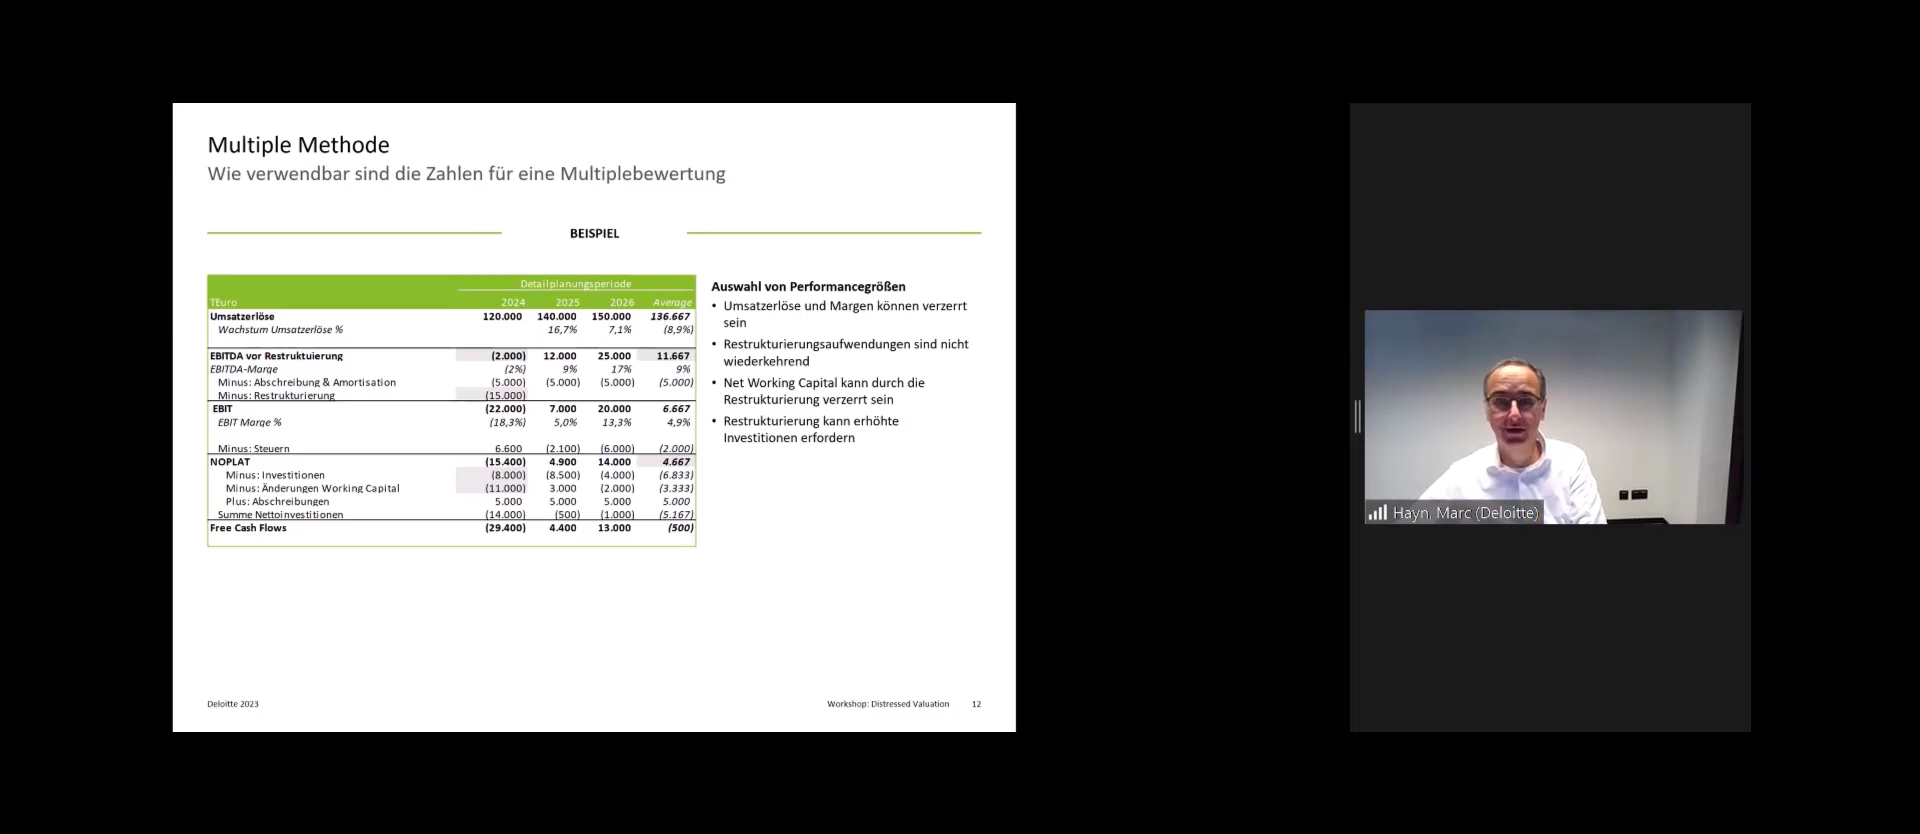 Multiple Methode
Wie verwendbar sind die Zahlen für eine Multiplebewertung
BEISPIEL
Detailplanungsperiode
TEuro 2024 2025 2026 Average
Umsatzerlöse 120.000 140.000 150.000 136.667
Wachstum Umsatzerlöse % 16,7% 7,1% (8,9%)
EBITDA vor Restruktuierung (2.000) 12.000 25.000 11.667
EBITDA-Marge (2%) 9% 17% 9%
Minus: Abschreibung & Amortisation (5.000) (5.000) (5.000) (5.000)
Minus: Restrukturierung (15.000)
EBIT (22.000) 7.000 20.000 6.667
EBIT Marge % (18,3%) 5,0% 13,3% 4,9%
Minus: Steuern 6.600 (2.100) (6.000) (2.000)
NOPLAT (15.400) 4.900 14.000 4.667
Minus: Investitionen (8.000) (8.500) (4.000) (6.833)
Minus: Änderungen Working Capital (11.000) 3.000 (2.000) (3.333)
Plus: Abschreibungen 5.000 5.000 5.000 5.000
Summe Nettoinvestitionen (14.000) (500) (1.000) (5.167)
Free Cash Flows (29.400) 4.400 13.000 (500)
Auswahl von Performancegrößen
• Umsatzerlöse und Margen können verzerrt
sein
• Restrukturierungsaufwendungen sind nicht
wiederkehrend
• Net Working Capital kann durch die
Restrukturierung verzerrt sein
• Restrukturierung kann erhöhte
Investitionen erfordern
Deloitte 2023
Workshop: Distressed Valuation 12
Hayn, Marc (Deloitte)